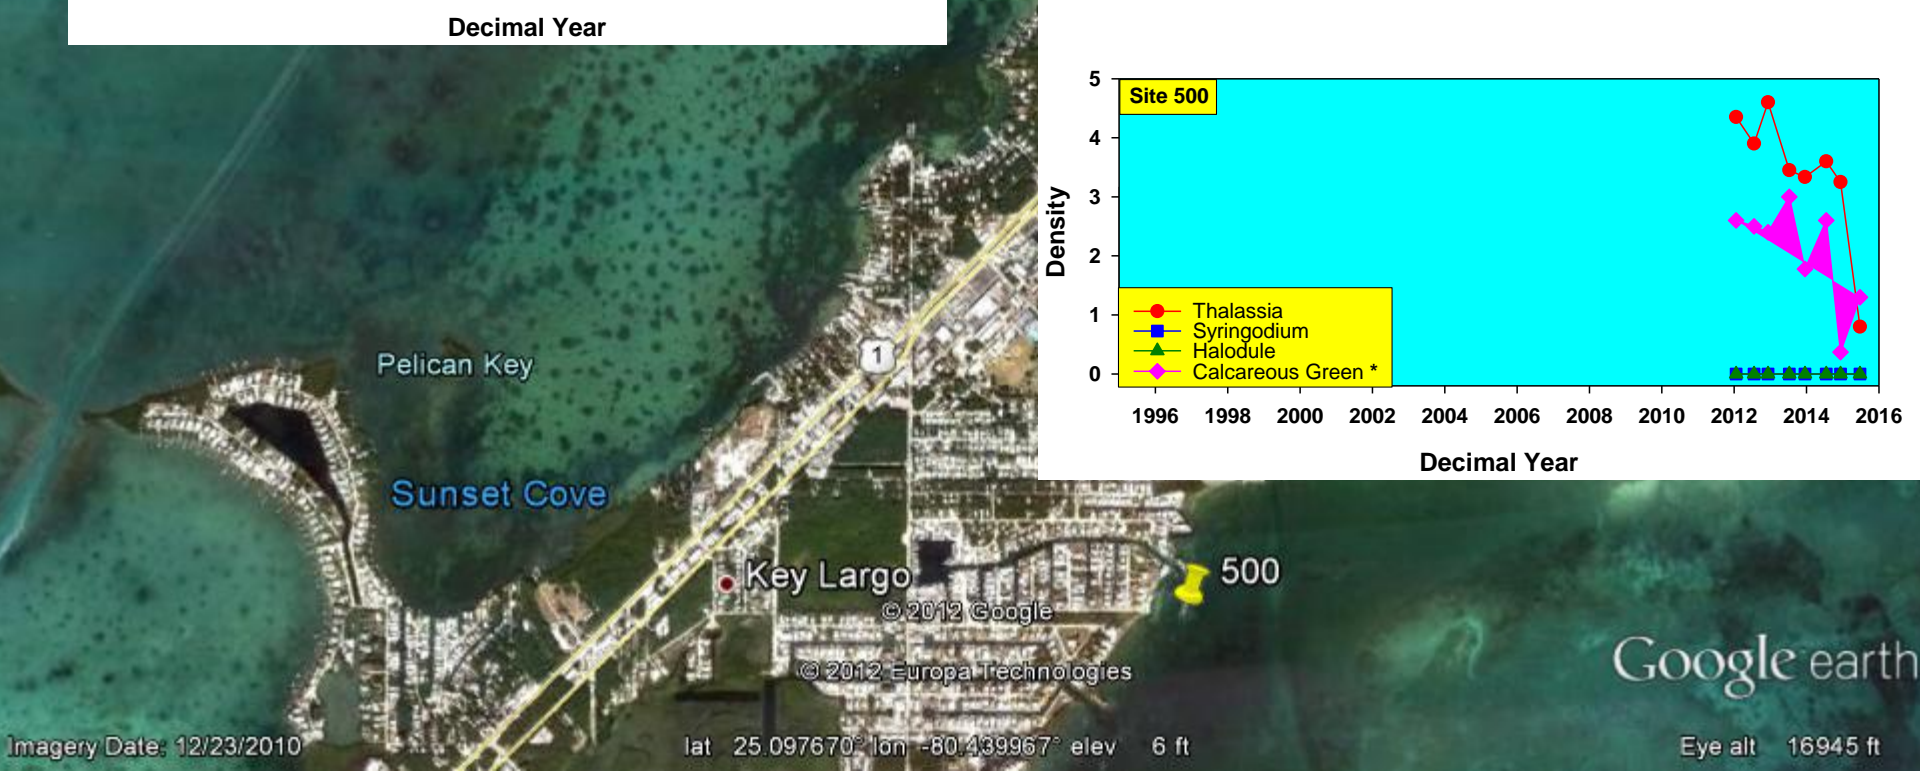 Decimal Year
Site 500
Density
5
4
3
2
1
0
Thalassia
Syringodium
Halodule
Calcareous Green *
1996 1998 2000 2002 2004 2006 2008 2010 2012 2014 2016
Decimal Year
1
Pelican Key
Sunset Cove
Key Largo
500
© 2012 Google
© 2012 Europa Technologies
Google earth
Imagery Date: 12/23/2010 lat 25.097670° lon -80.439967° elev 6 ft Eye alt 16945 ft